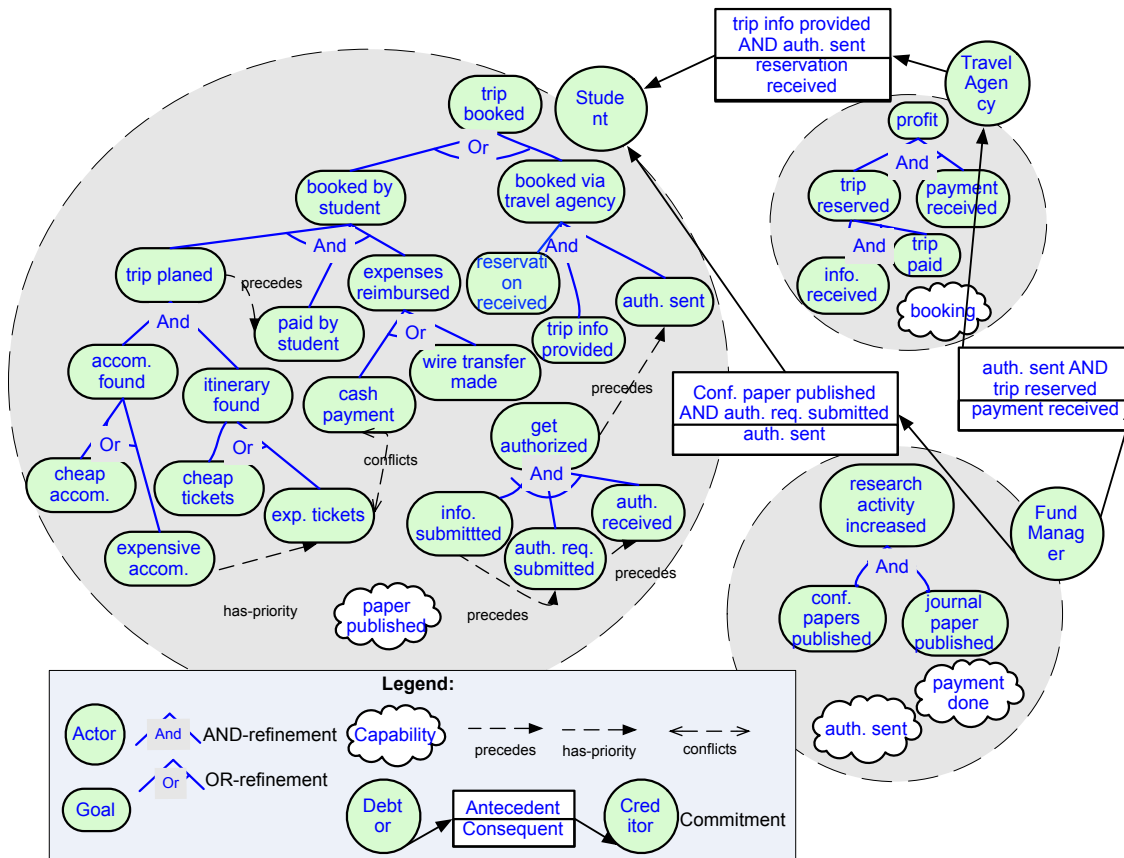 trip info provided
AND auth. sent
reservation
received
Travel
Agen
cy
trip
booked
Stude
nt
Or
profit
And
trip
reserved
payment
received
And
trip
paid
info.
received
booking
booked by
student
booked via
travel agency
And
And
trip planed
precedes
expenses
reimbursed
reservati
on
received
auth. sent
paid by
student
trip info
provided
And
Or
accom.
found
itinerary
found
cash
payment
wire transfer
made
precedes
Conf. paper published
AND auth. req. submitted
auth. sent
auth. sent AND
trip reserved
payment received
get
authorized
Or
Or
conflicts
And
cheap
accom.
cheap
tickets
exp. tickets
info.
submittted
auth.
received
expensive
accom.
auth. req.
submitted
precedes
has-priority
paper
published
precedes
research
activity
increased
Fund
Manag
er
And
conf.
papers
published
journal
paper
published
payment
done
auth. sent
Legend:
Actor
And
AND-refinement
Capability
precedes
has-priority
conflicts
Goal
Or
OR-refinement
Debt
or
Antecedent
Consequent
Cred
itor
Commitment